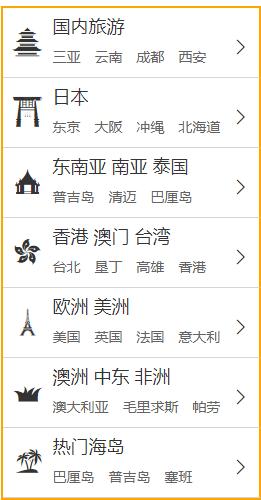 国内旅游
三亚 云南 成都 西安
日本
东京 大阪 冲绳 北海道
东南亚 南亚 泰国
普吉岛 清迈 巴厘岛
香港 澳门 台湾
台北 垦丁 高雄 香港
欧洲 美洲
美国 英国 法国 意大利
澳洲 中东 非洲
澳大利亚 毛里求斯 帕劳
热门海岛
巴厘岛 普吉岛 塞班